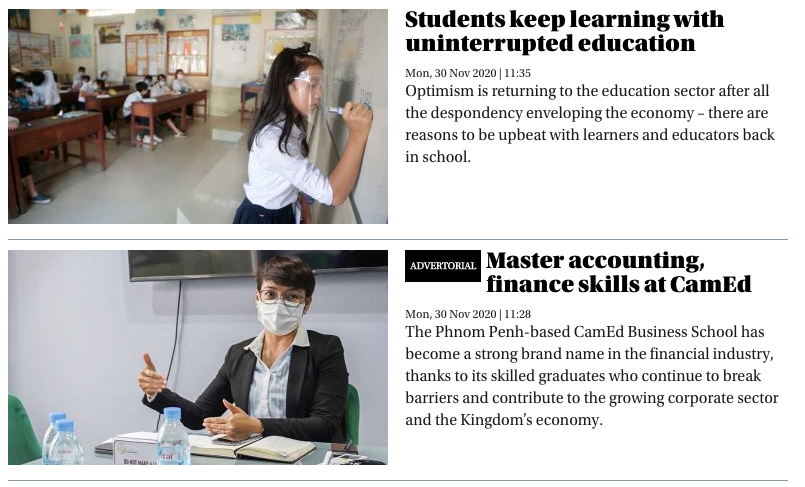 Students keep learning with
uninterrupted education
Mon, 30 Nov 2020 | 11:35
Optimism is returning to the education sector after all
the despondency enveloping the economy – there are
reasons to be upbeat with learners and educators back
in school.
ADVERTORIAL Master accounting,
finance skills at CamEd
Mon, 30 Nov 2020 | 11:28
The Phnom Penh-based CamEd Business School has
become a strong brand name in the financial industry,
thanks to its skilled graduates who continue to break
barriers and contribute to the growing corporate sector
and the Kingdom’s economy.
DO NOT MAKE A